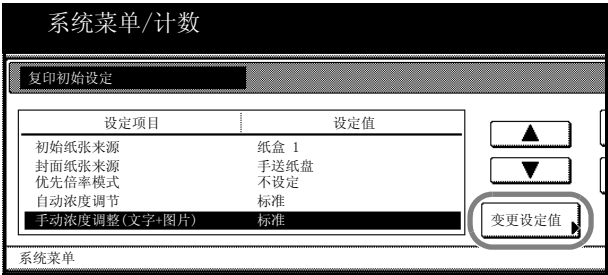 系统菜单/计数
复印初始设定
设定项目 设定值
初始纸张来源 纸盒 1
封面纸张来源 手送纸盘
优先倍率模式 不设定
自动浓度调节 标准
手动浓度调整(文字+图片) 标准
变更设定值
系统菜单